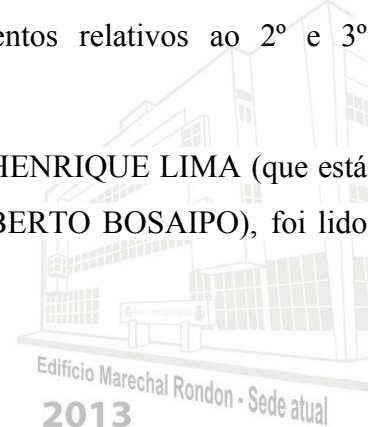 entos relativos ao 2º e 3º
HENRIQUE LIMA (que está
BERTO BOSAIPO), foi lido
Edifício Marechal Rondon - Sede atual
2013